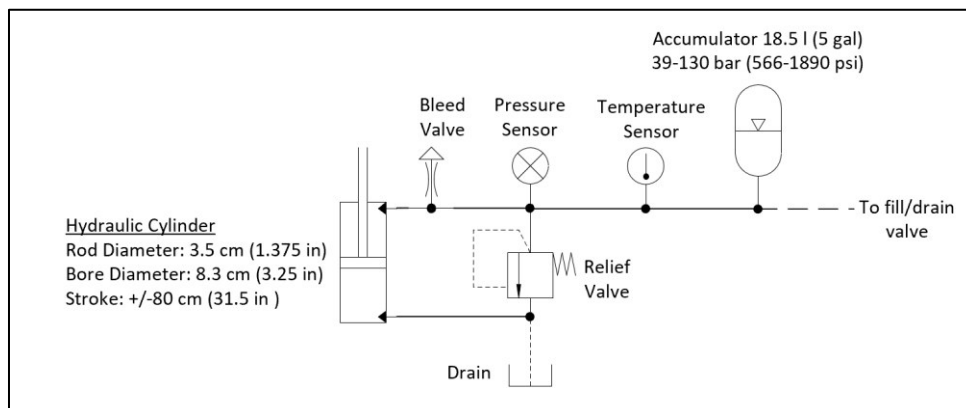 Accumulator 18.5 l (5 gal)
39-130 bar (566-1890 psi)
Bleed
Valve
Pressure
Sensor
Temperature
Sensor
Hydraulic Cylinder
Rod Diameter: 3.5 cm (1.375 in)
Bore Diameter: 8.3 cm (3.25 in)
Stroke: +/-80 cm (31.5 in )
To fill/drain
valve
Relief
Valve
Drain